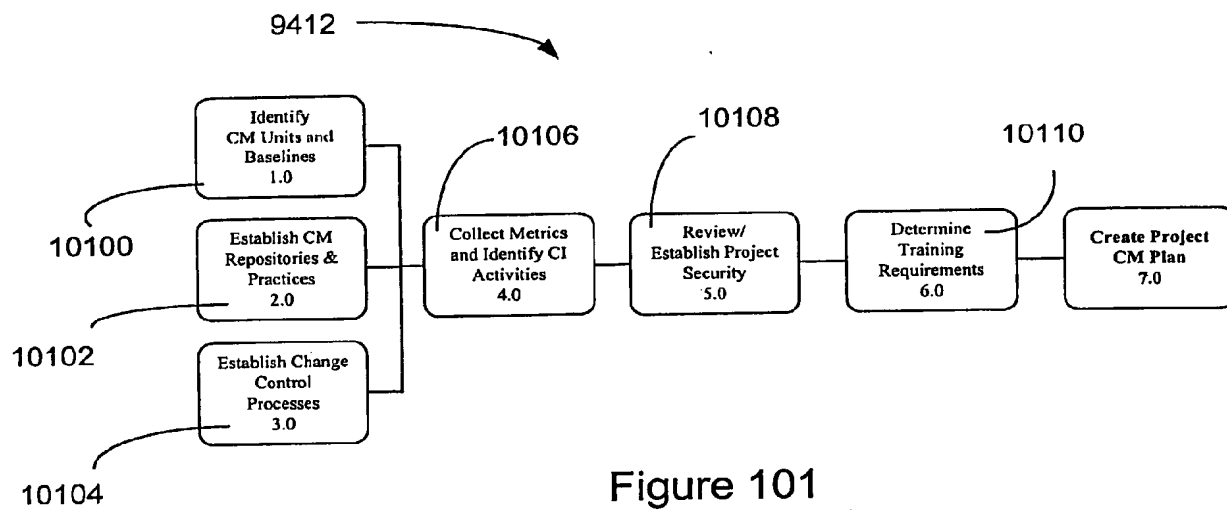 9412
Identify
CM Units and
Baselines
1.0
10100
Establish CM
Repositories &
Practices
2.0
10102
Establish Change
Control
Processes
3.0
10104
10106
Collect Metrics
and Identify CI
Activities
4.0
10108
Review/
Establish Project
Security
5.0
10110
Determine
Training
Requirements
6.0
Create Project
CM Plan
7.0
Figure 101